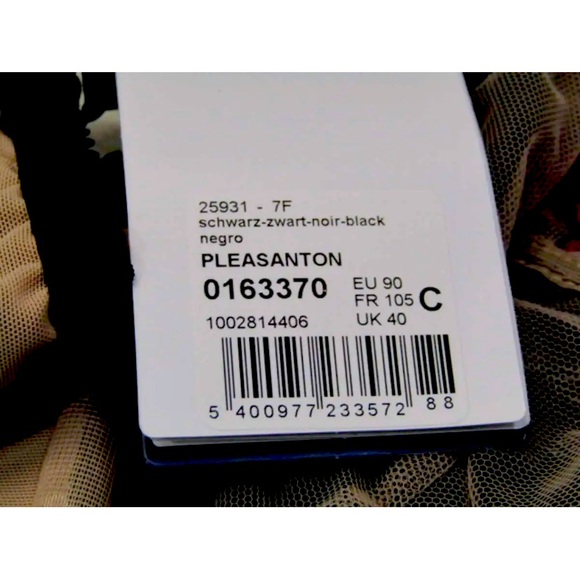 25931 - 7F
schwarz-zwart-noir-black
negro
PLEASANTON
0163370
EU 90
FR 105 C
UK 40
1002814406
5 400977 233572 88